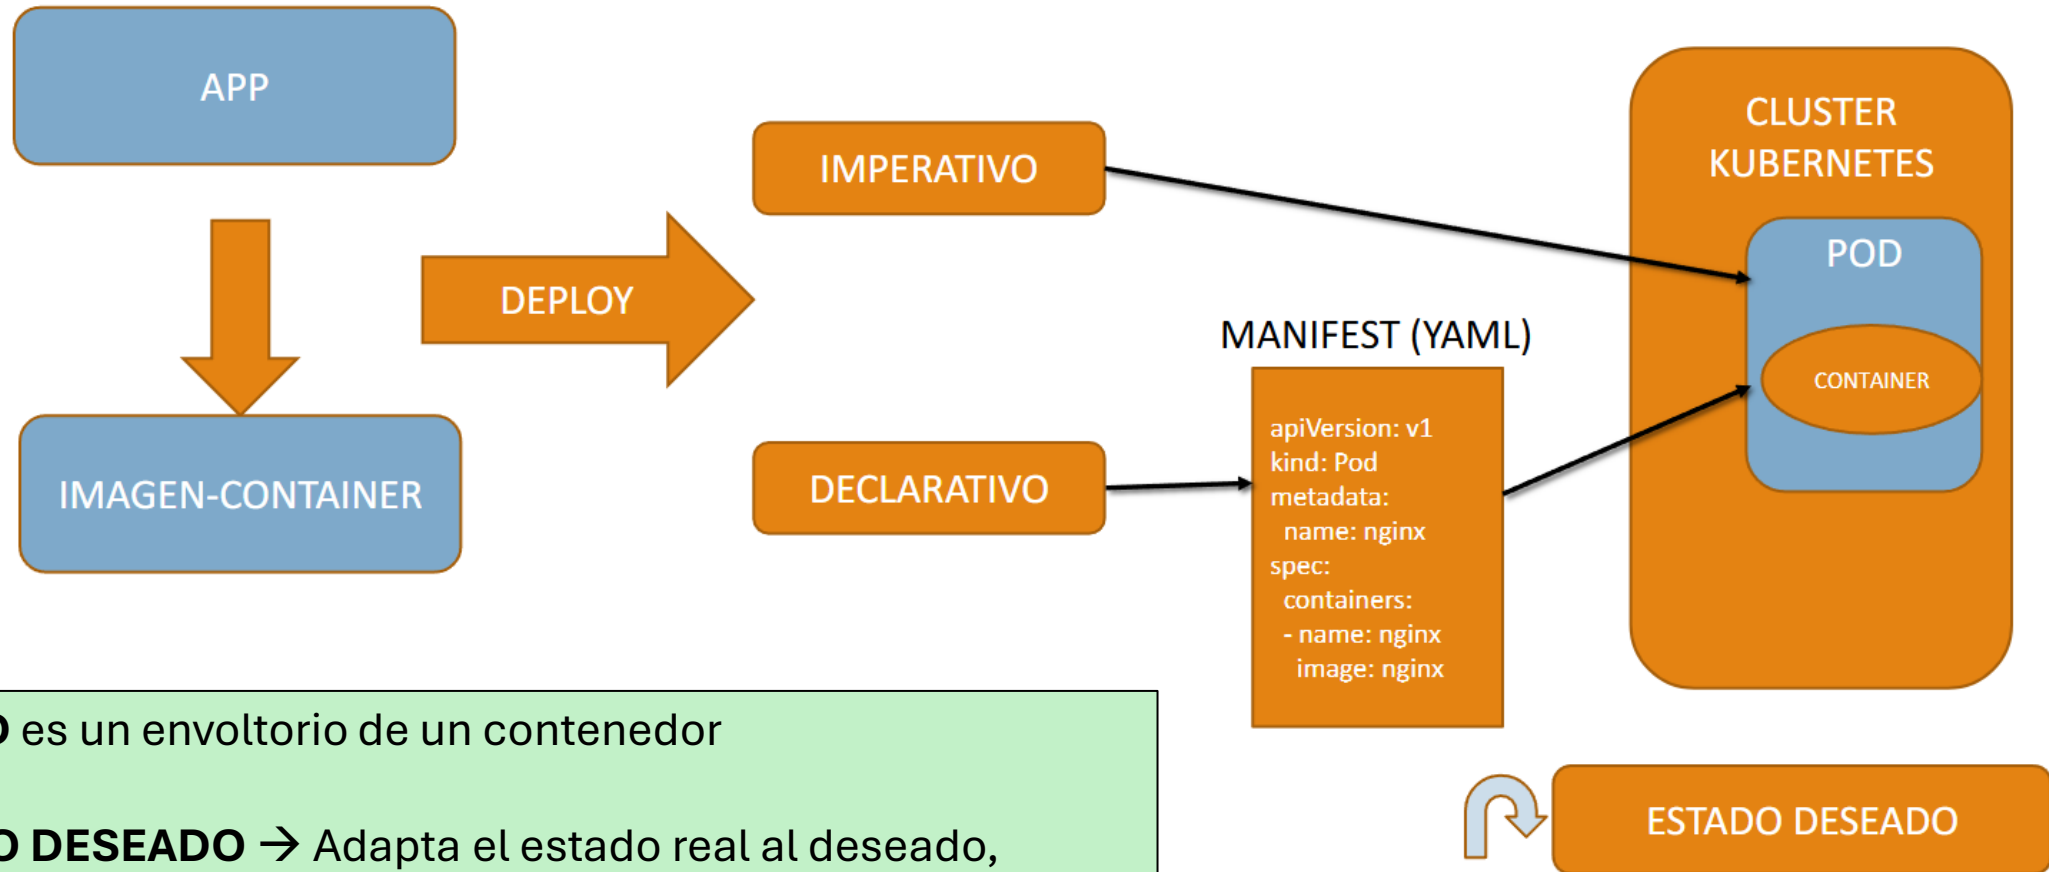 APP
IMAGEN-CONTAINER
DEPLOY
IMPERATIVO
DECLARATIVO
MANIFEST (YAML)
apiVersion: v1
kind: Pod
metadata:
  name: nginx
spec:
  containers:
  - name: nginx
    image: nginx
CLUSTER
KUBERNETES
POD
CONTAINER
es un envoltorio de un contenedor
O DESEADO → Adapta el estado real al deseado,
ESTADO DESEADO